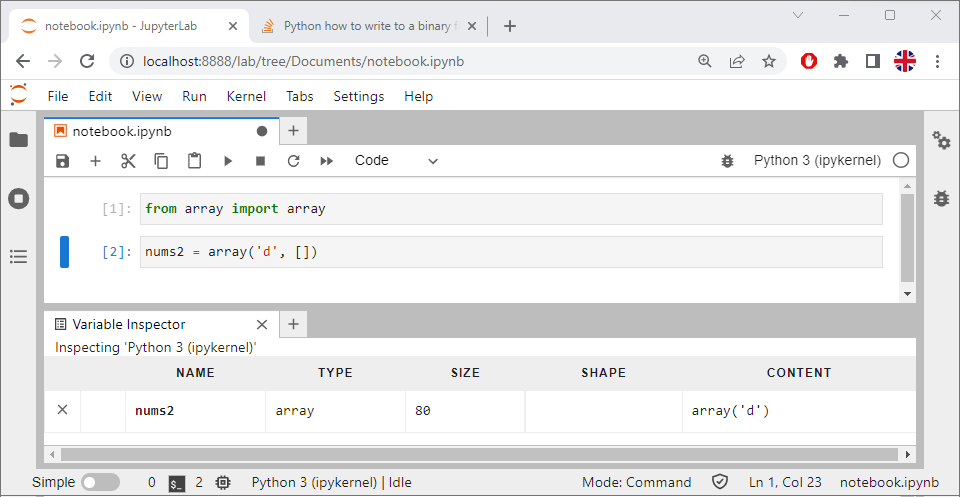 notebook.ipynb - JupyterLab
Python how to write to a binary f
localhost:8888/lab/tree/Documents/notebook.ipynb
File Edit View Run Kernel Tabs Settings Help
notebook.ipynb
Code Python 3 (ipykernel)
[1]: from array import array
[2]: nums2 = array('d', [])
Variable Inspector
Inspecting 'Python 3 (ipykernel)'
NAME TYPE SIZE SHAPE CONTENT
nums2 array 80 array('d')
Simple 0 $_ 2 Python 3 (ipykernel) | Idle Mode: Command Ln 1, Col 23 notebook.ipynb